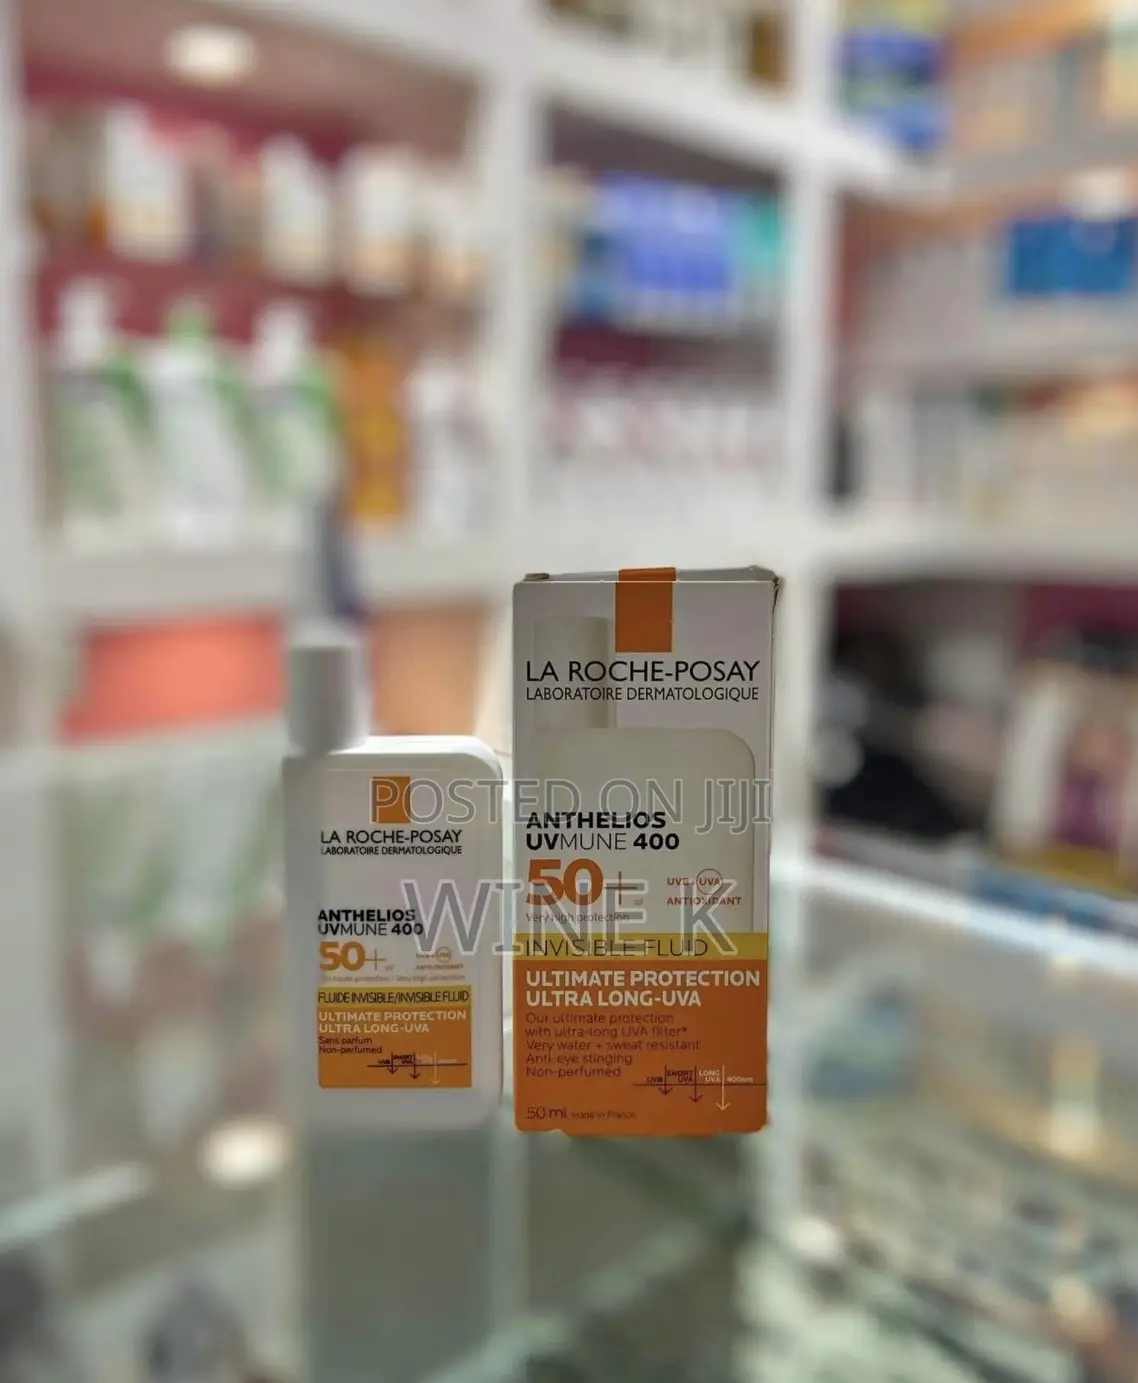 LA ROCHE-POSAY
LABORATOIRE DERMATOLOGIQUE
ANTHELIOS
UVMUNE 400
50+
Very high protection
UVB + UVA
ANTIOXIDANT
INVISIBLE FLUID
ULTIMATE PROTECTION
ULTRA LONG-UVA
Our ultimate protection
with ultra-long UVA filter*
Very water + sweat resistant
Anti-eye stinging
Non-perfumed
UVB
SHORT UVA
LONG UVA
400nm
50 ml Made in France
LA ROCHE-POSAY
LABORATOIRE DERMATOLOGIQUE
ANTHELIOS
UVMUNE 400
50+
FLUIDE INVISIBLE/INVISIBLE FLUID
ULTIMATE PROTECTION
ULTRA LONG-UVA
Sans parfum
Non-perfumed
UVB
SHORT UVA
POSTED ON JIJI
WINE K